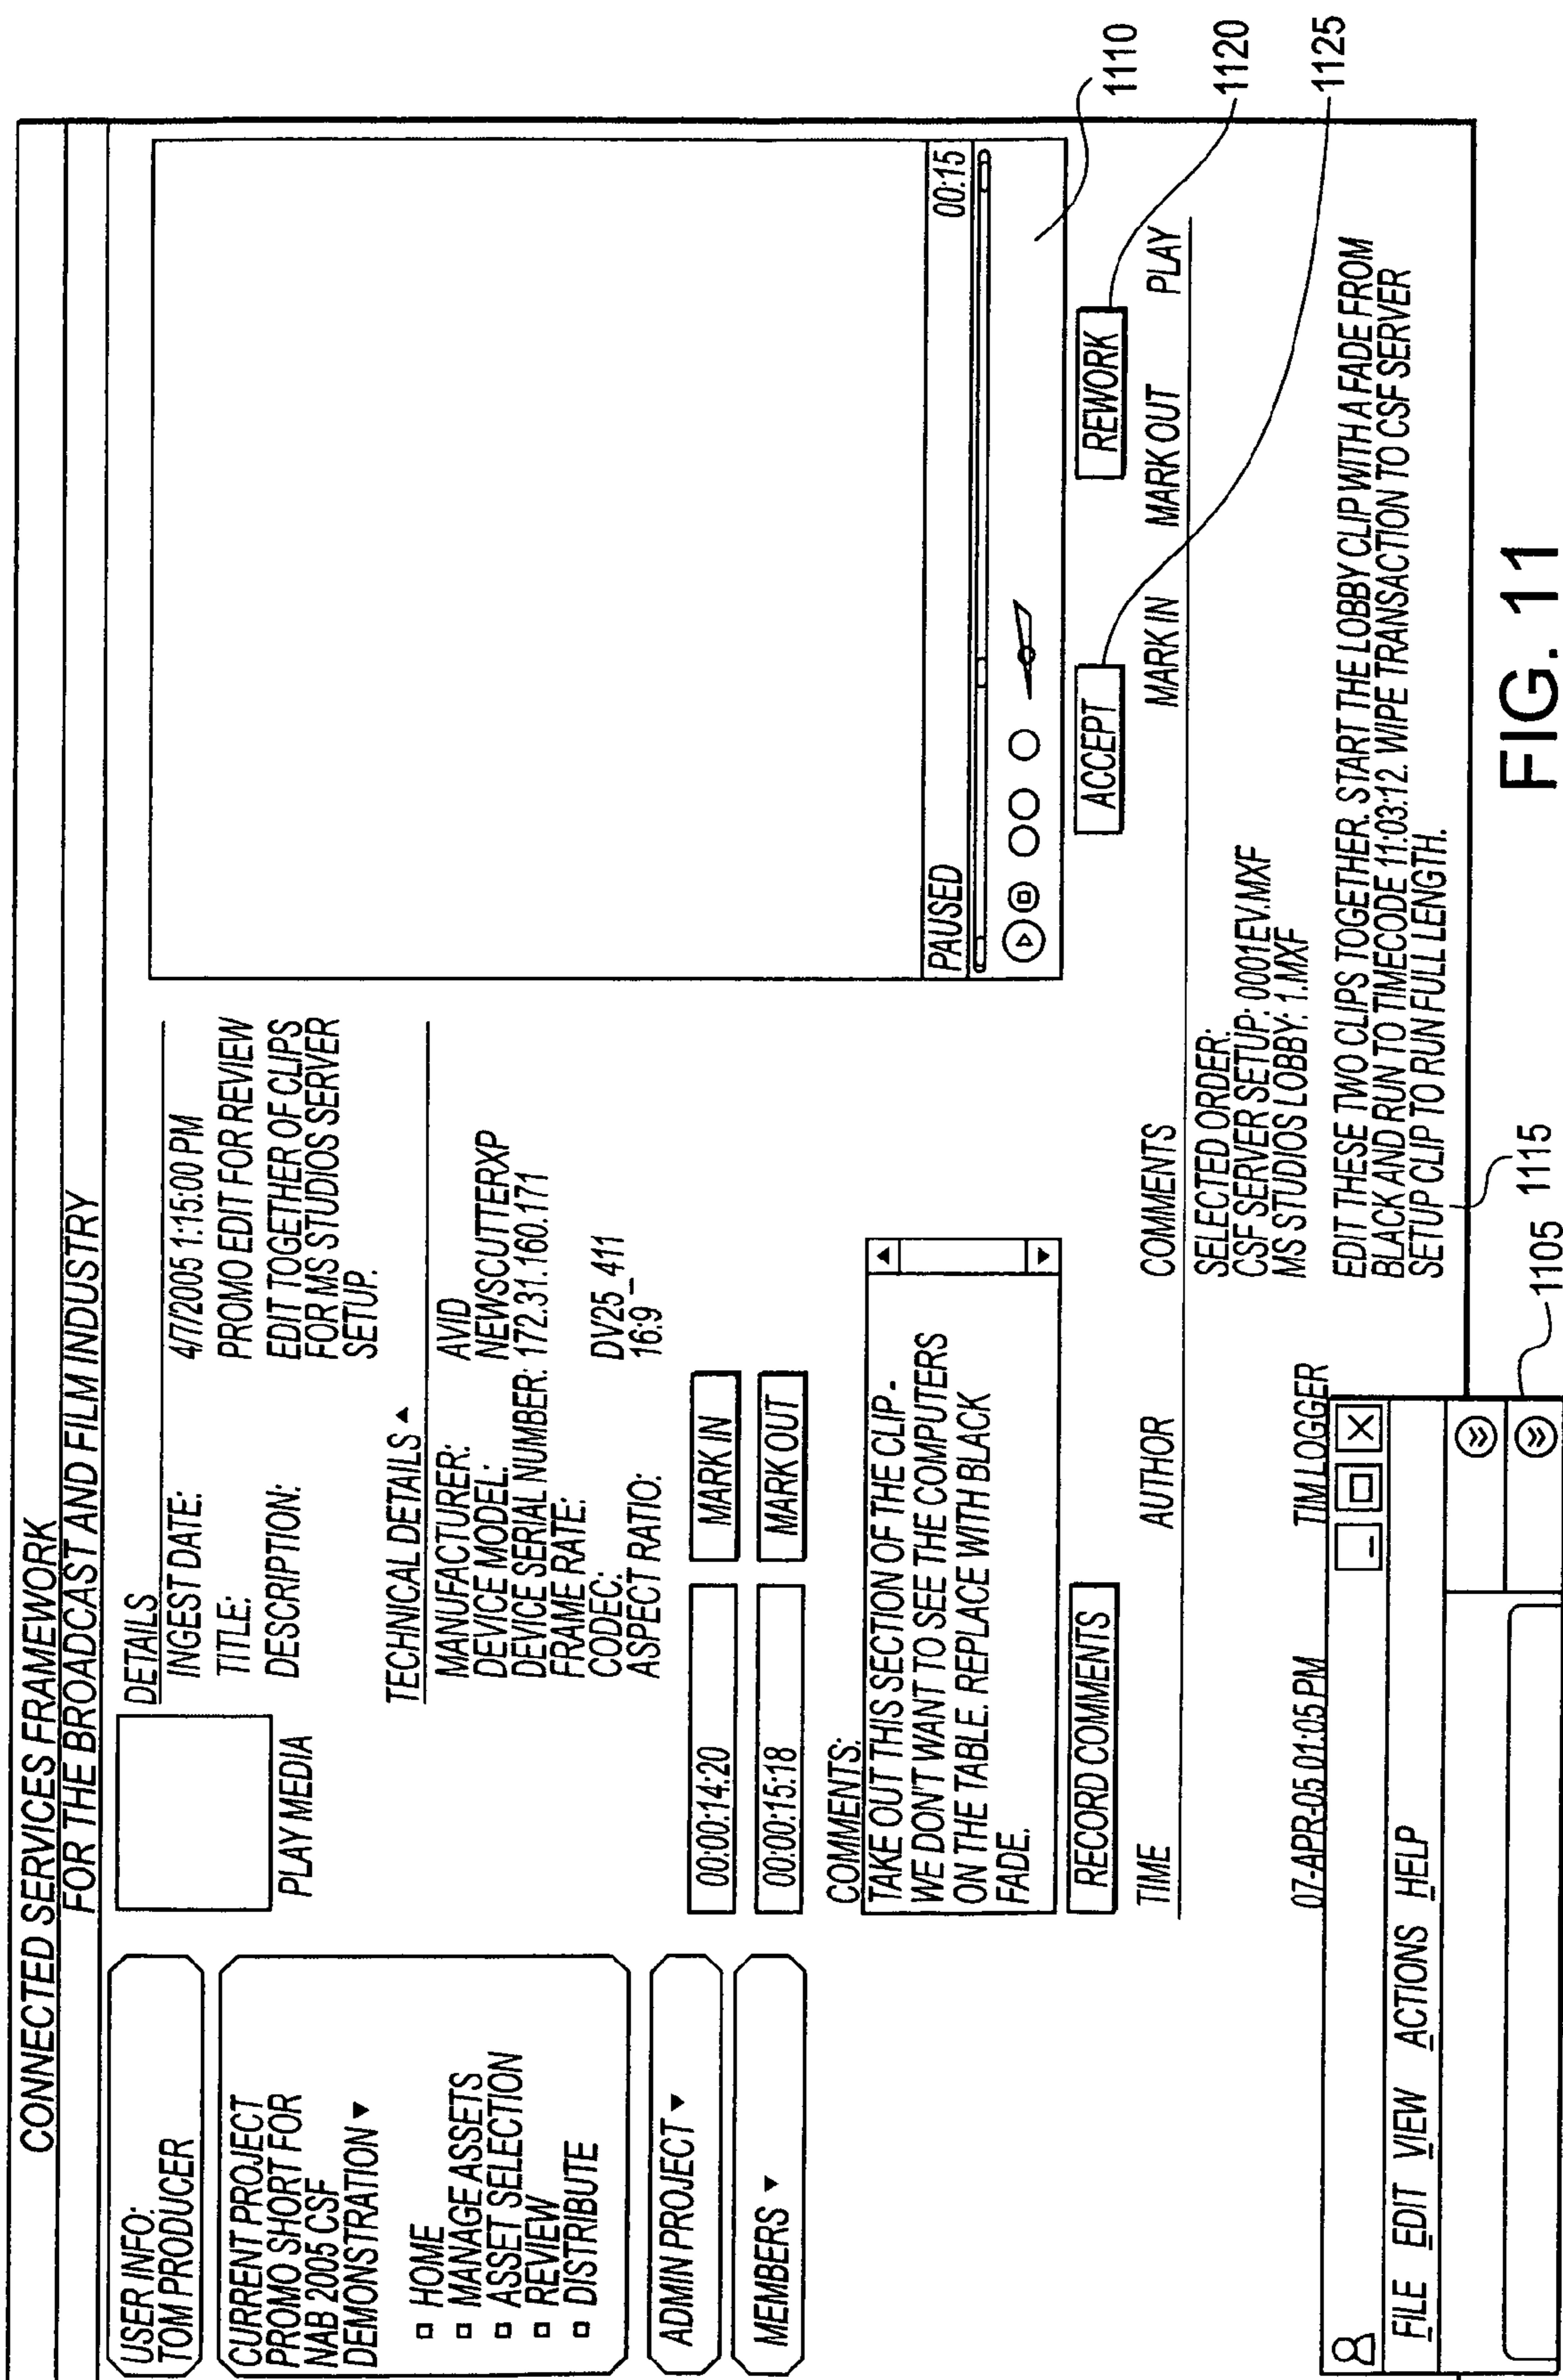 CONNECTED SERVICES FRAMEWORK
FOR THE BROADCAST AND FILM INDUSTRY
USER INFO:
TOM PRODUCER
CURRENT PROJECT
PROMO SHORT FOR
NAB 2005 CSF
DEMONSTRATION ▼
HOME
MANAGE ASSETS
ASSET SELECTION
REVIEW
DISTRIBUTE
ADMIN PROJECT ▼
MEMBERS ▼
PLAY MEDIA
DETAILS
INGEST DATE: 4/7/2005 1:15:00 PM
TITLE: PROMO EDIT FOR REVIEW
DESCRIPTION: EDIT TOGETHER OF CLIPS
FOR MS STUDIOS SERVER
SETUP.
TECHNICAL DETAILS ▲
MANUFACTURER: AVID
DEVICE MODEL: NEWSCUTTERXP
DEVICE SERIAL NUMBER: 172.31.160.171
FRAME RATE:
CODEC: DV25_411
ASPECT RATIO: 16:9
00:00:14:20 MARK IN
00:00:15:18 MARK OUT
COMMENTS:
TAKE OUT THIS SECTION OF THE CLIP -
WE DON'T WANT TO SEE THE COMPUTERS
ON THE TABLE. REPLACE WITH BLACK
FADE.
RECORD COMMENTS
PAUSED 00:15
ACCEPT REWORK
TIME AUTHOR COMMENTS MARK IN MARK OUT PLAY
SELECTED ORDER:
CSF SERVER SETUP: 0001EV.MXF
MS STUDIOS LOBBY: 1.MXF
07-APR-05 01:05 PM TIM LOGGER
EDIT THESE TWO CLIPS TOGETHER. START THE LOBBY CLIP WITH A FADE FROM
BLACK AND RUN TO TIMECODE 11:03:12. WIPE TRANSACTION TO CSF SERVER
SETUP CLIP TO RUN FULL LENGTH.
FILE EDIT VIEW ACTIONS HELP
1105
1115
1110
1120
1125
FIG. 11